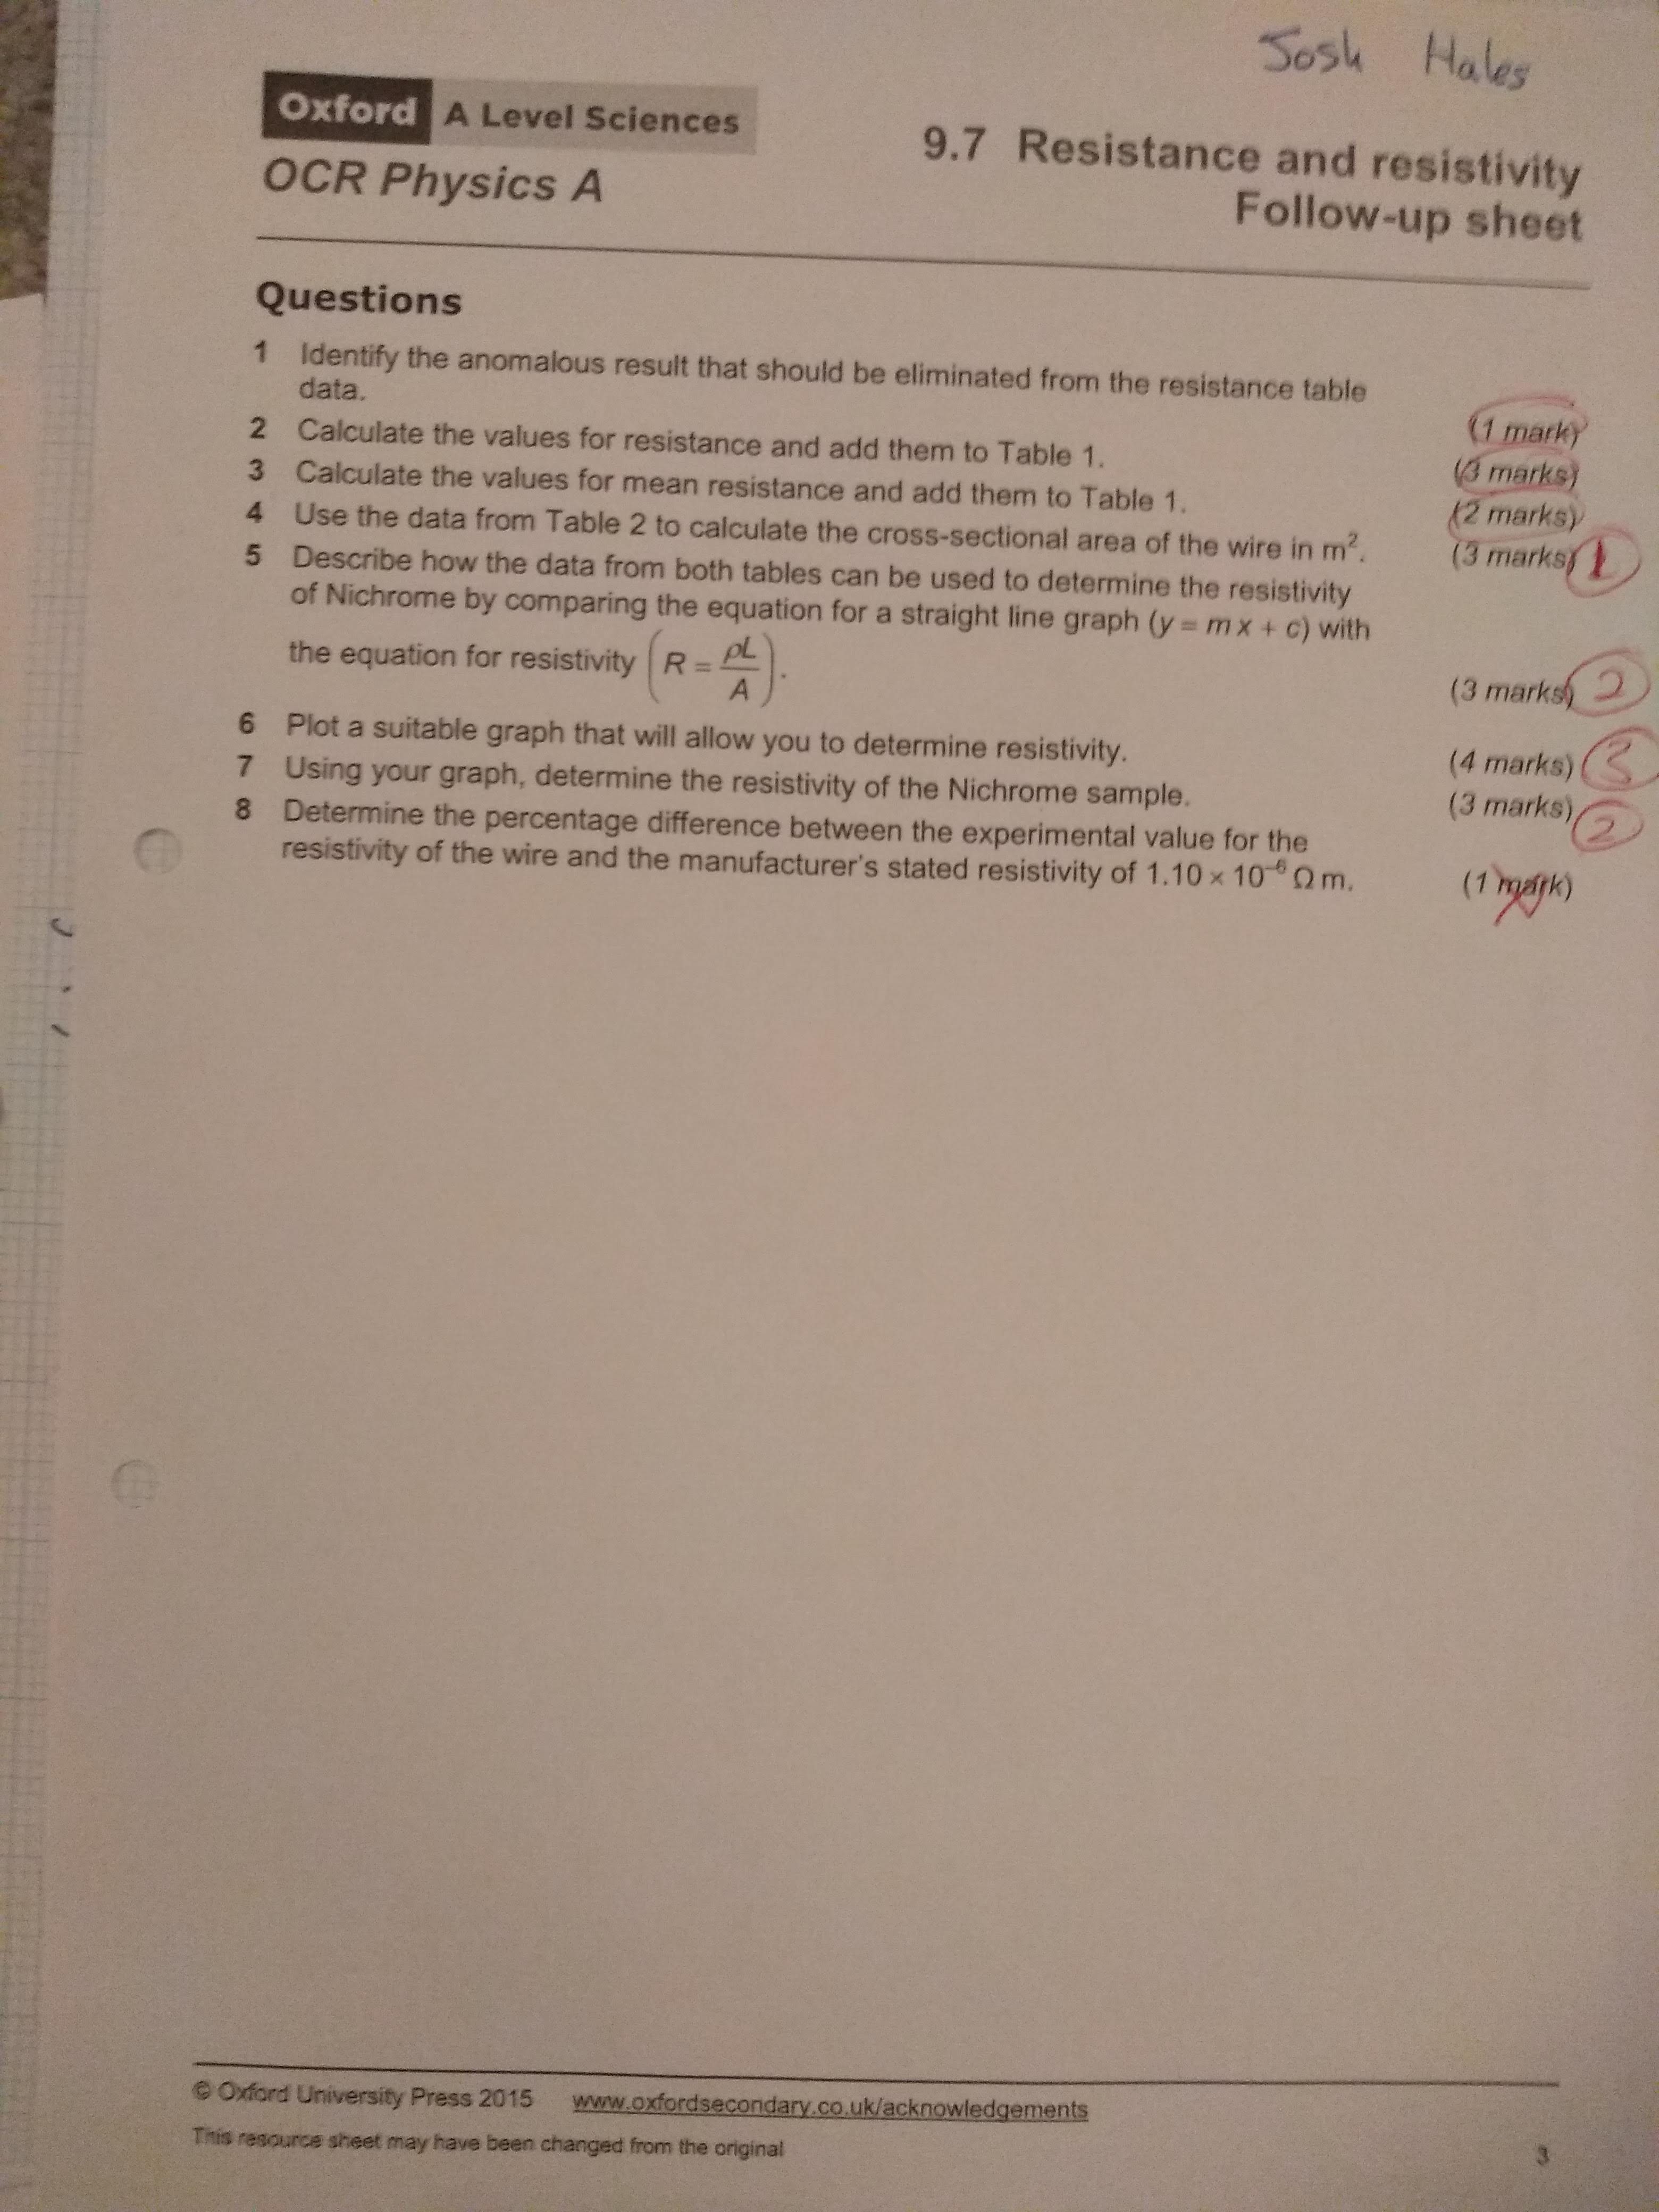 Josh Hales
Oxford A Level Sciences
OCR Physics A
9.7 Resistance and resistivity
Follow-up sheet
Questions
1 Identify the anomalous result that should be eliminated from the resistance table
data. (1 mark)
2 Calculate the values for resistance and add them to Table 1. (3 marks)
3 Calculate the values for mean resistance and add them to Table 1. (2 marks)
4 Use the data from Table 2 to calculate the cross-sectional area of the wire in m². (3 marks) 1
5 Describe how the data from both tables can be used to determine the resistivity
of Nichrome by comparing the equation for a straight line graph (y = m x + c) with
the equation for resistivity (R = ρL/A). (3 marks) 2
6 Plot a suitable graph that will allow you to determine resistivity. (4 marks) 3
7 Using your graph, determine the resistivity of the Nichrome sample. (3 marks) 2
8 Determine the percentage difference between the experimental value for the
resistivity of the wire and the manufacturer's stated resistivity of 1.10 × 10⁻⁶ Ω m. (1 mark)
© Oxford University Press 2015 www.oxfordsecondary.co.uk/acknowledgements
This resource sheet may have been changed from the original
3